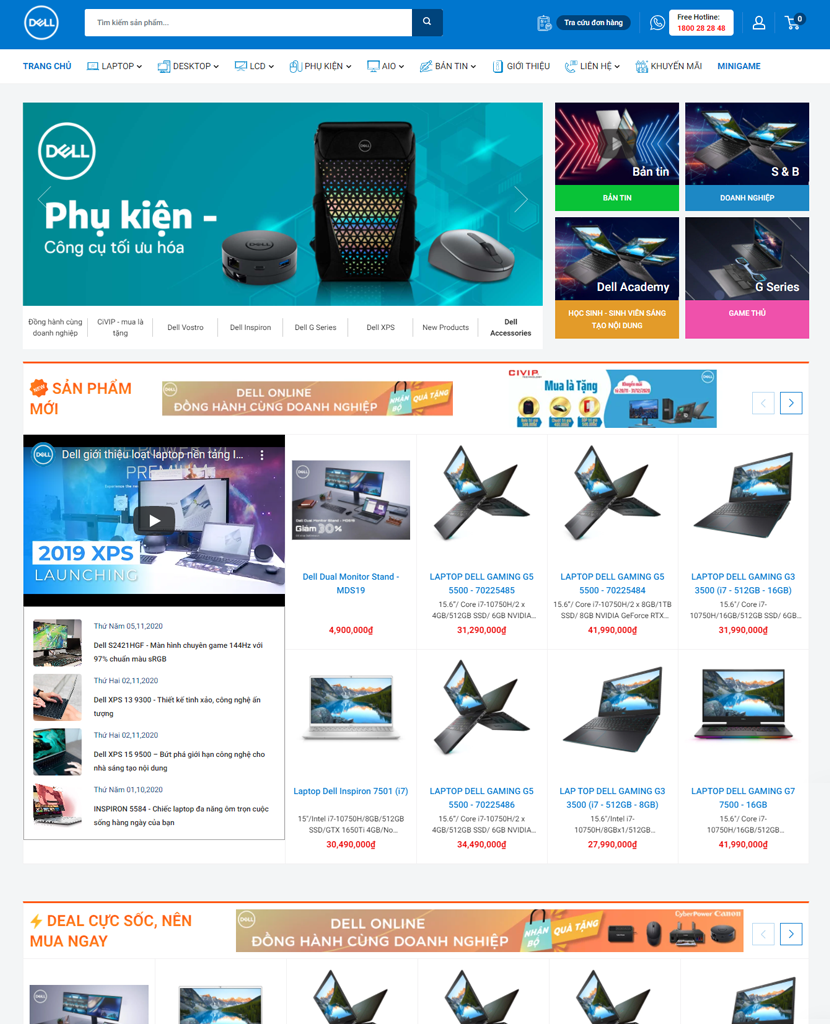 DELL
Tìm kiếm sản phẩm...
Tra cứu đơn hàng
Free Hotline:
1800 28 28 48
0
TRANG CHỦ
LAPTOP
DESKTOP
LCD
PHỤ KIỆN
AIO
BẢN TIN
GIỚI THIỆU
LIÊN HỆ
KHUYẾN MÃI
MINIGAME
DELL
Phụ kiện -
Công cụ tối ưu hóa
Bản tin
BẢN TIN
S & B
DOANH NGHIỆP
Dell Academy
HỌC SINH - SINH VIÊN SÁNG
TẠO NỘI DUNG
G Series
GAME THỦ
Đồng hành cùng
doanh nghiệp
CiVIP - mua là
tặng
Dell Vostro
Dell Inspiron
Dell G Series
Dell XPS
New Products
Dell
Accessories
NEW
SẢN PHẨM
MỚI
DELL ONLINE
ĐỒNG HÀNH CÙNG DOANH NGHIỆP
NHẬN
BỘ
QUÀ TẶNG
CIVIP
Mua là Tặng
Dell giới thiệu loạt laptop nền tảng I...
PREMIUM
2019 XPS
LAUNCHING
Thứ Năm 05,11,2020
Dell S2421HGF - Màn hình chuyên game 144Hz với
97% chuẩn màu sRGB
Thứ Hai 02,11,2020
Dell XPS 13 9300 - Thiết kế tinh xảo, công nghệ ấn
tượng
Thứ Hai 02,11,2020
Dell XPS 15 9500 – Bứt phá giới hạn công nghệ cho
nhà sáng tạo nội dung
Thứ Năm 01,10,2020
INSPIRON 5584 - Chiếc laptop đa năng ôm trọn cuộc
sống hàng ngày của bạn
Dell Dual Monitor Stand - MDS19
Giảm 30%
Dell Dual Monitor Stand -
MDS19
4,900,000₫
LAPTOP DELL GAMING G5
5500 - 70225485
15.6"/ Core i7-10750H/2 x
4GB/512GB SSD/ 6GB NVIDIA...
31,290,000₫
LAPTOP DELL GAMING G5
5500 - 70225484
15.6"/ Core i7-10750H/2 x 8GB/1TB
SSD/ 8GB NVIDIA GeForce RTX...
41,990,000₫
LAPTOP DELL GAMING G3
3500 (i7 - 512GB - 16GB)
15.6"/ Core i7-
10750H/16GB/512GB SSD/ 6GB...
31,990,000₫
Laptop Dell Inspiron 7501 (i7)
15"/Intel i7-10750H/8GB/512GB
SSD/GTX 1650Ti 4GB/No...
30,490,000₫
LAPTOP DELL GAMING G5
5500 - 70225486
15.6"/ Core i7-10750H/2 x
4GB/512GB SSD/ 6GB NVIDIA...
34,490,000₫
LAP TOP DELL GAMING G3
3500 (i7 - 512GB - 8GB)
15.6"/Intel i7-
10750H/8GBx1/512GB...
27,990,000₫
LAPTOP DELL GAMING G7
7500 - 16GB
15.6"/ Core i7-
10750H/16GB/512GB...
41,990,000₫
DEAL CỰC SỐC, NÊN
MUA NGAY
DELL ONLINE
ĐỒNG HÀNH CÙNG DOANH NGHIỆP
NHẬN
BỘ
QUÀ TẶNG
CyberPower Canon